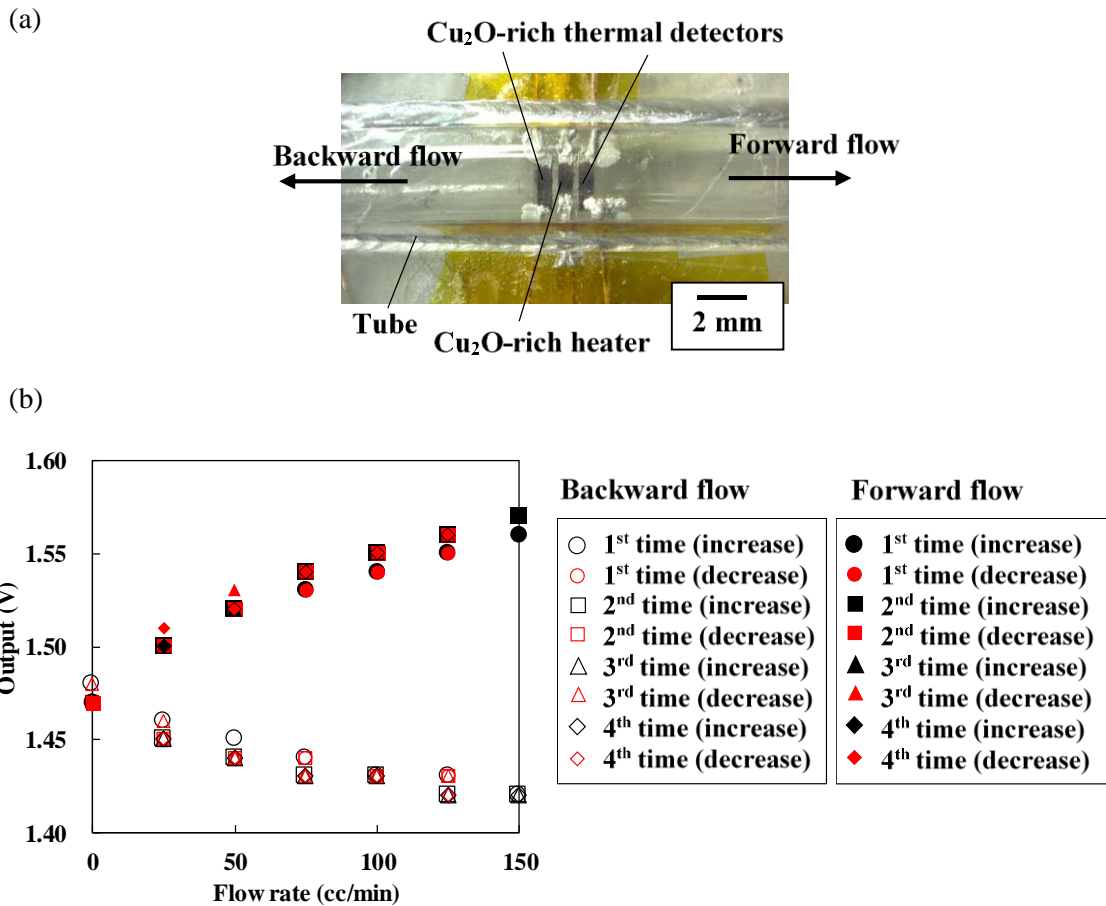 (a)
Cu₂O-rich thermal detectors
Backward flow
Forward flow
Tube
Cu₂O-rich heater
2 mm
(b)
1.60
1.55
1.50
1.45
1.40
Output (V)
0
50
100
150
Flow rate (cc/min)
Backward flow
1st time (increase)
1st time (decrease)
2nd time (increase)
2nd time (decrease)
3rd time (increase)
3rd time (decrease)
4th time (increase)
4th time (decrease)
Forward flow
1st time (increase)
1st time (decrease)
2nd time (increase)
2nd time (decrease)
3rd time (increase)
3rd time (decrease)
4th time (increase)
4th time (decrease)